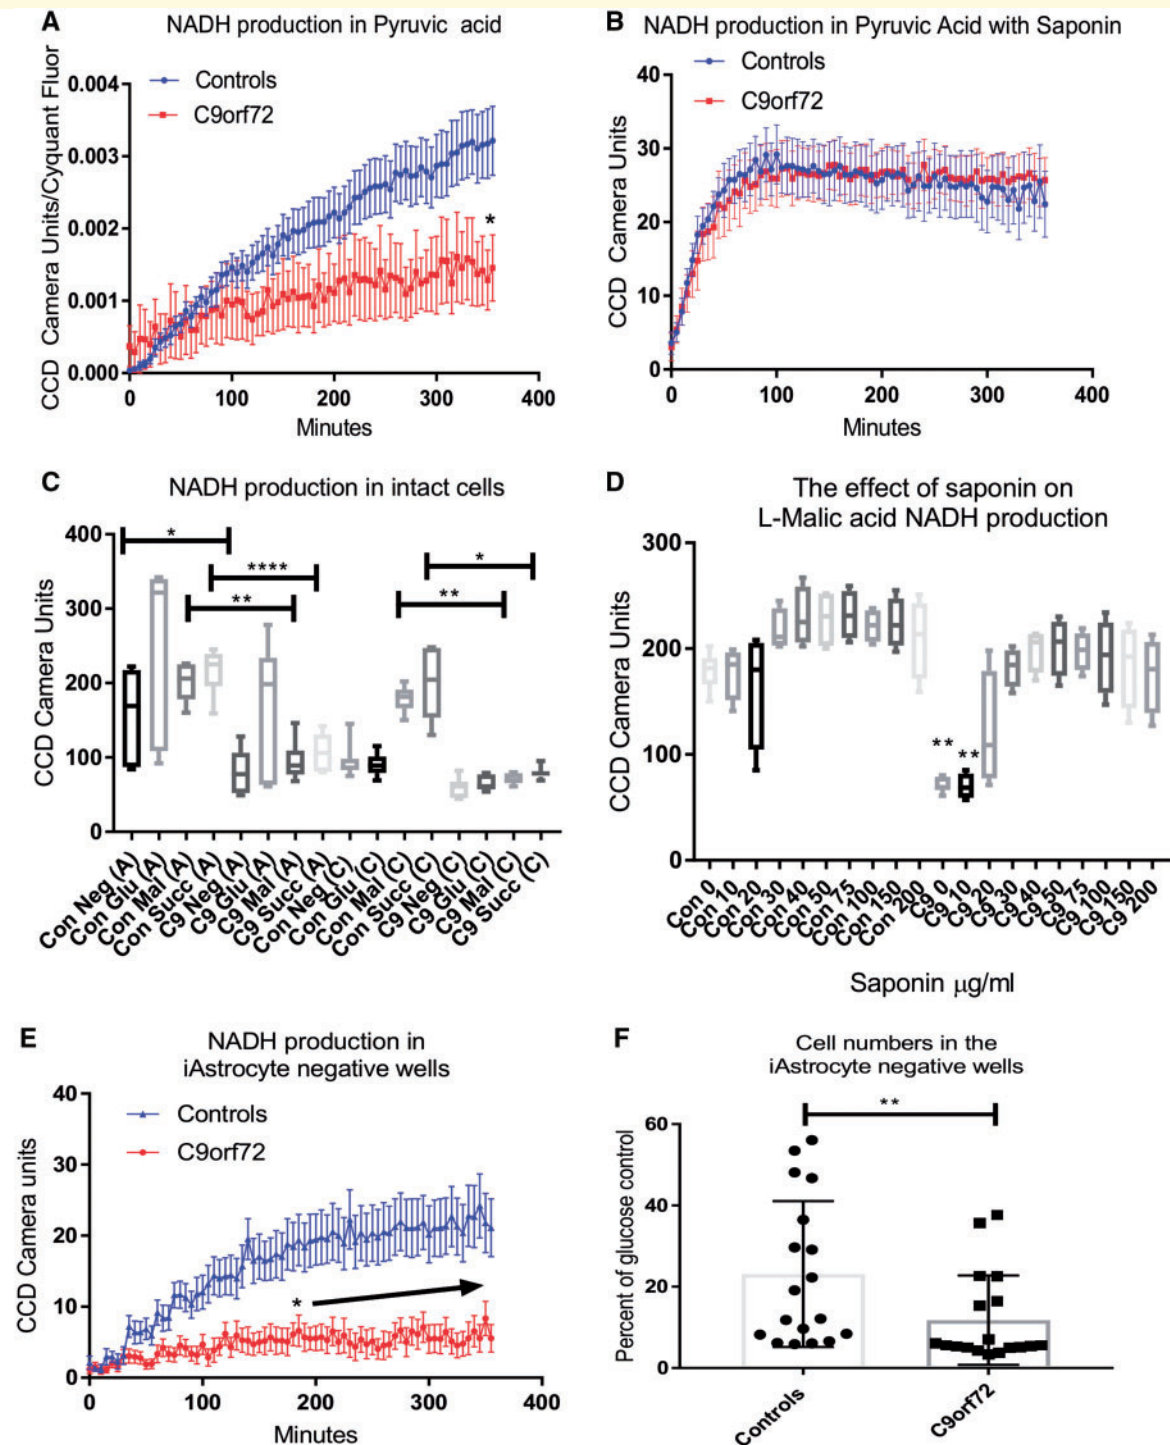 A
NADH production in Pyruvic acid
Controls
C9orf72
CCD Camera Units/Cyquant Fluor
0.004
0.003
0.002
0.001
0.000
*
0 100 200 300 400
Minutes
B
NADH production in Pyruvic Acid with Saponin
Controls
C9orf72
CCD Camera Units
40
30
20
10
0
0 100 200 300 400
Minutes
C
NADH production in intact cells
CCD Camera Units
400
300
200
100
0
*
****
**
*
**
Con Neg (A)
Con Glu (A)
Con Mal (A)
Con Succ (A)
C9 Neg (A)
C9 Glu (A)
C9 Mal (A)
C9 Succ (A)
Con Neg (C)
Con Glu (C)
Con Mal (C)
Con Succ (C)
C9 Neg (C)
C9 Glu (C)
C9 Mal (C)
C9 Succ (C)
D
The effect of saponin on
L-Malic acid NADH production
CCD Camera Units
300
200
100
0
**
**
Con 0
Con 10
Con 20
Con 30
Con 40
Con 50
Con 75
Con 100
Con 150
Con 200
C9 0
C9 10
C9 20
C9 30
C9 40
C9 50
C9 75
C9 100
C9 150
C9 200
Saponin μg/ml
E
NADH production in
iAstrocyte negative wells
Controls
C9orf72
CCD Camera units
40
30
20
10
0
*
0 100 200 300 400
Minutes
F
Cell numbers in the
iAstrocyte negative wells
**
Percent of glucose control
60
40
20
0
Controls
C9orf72